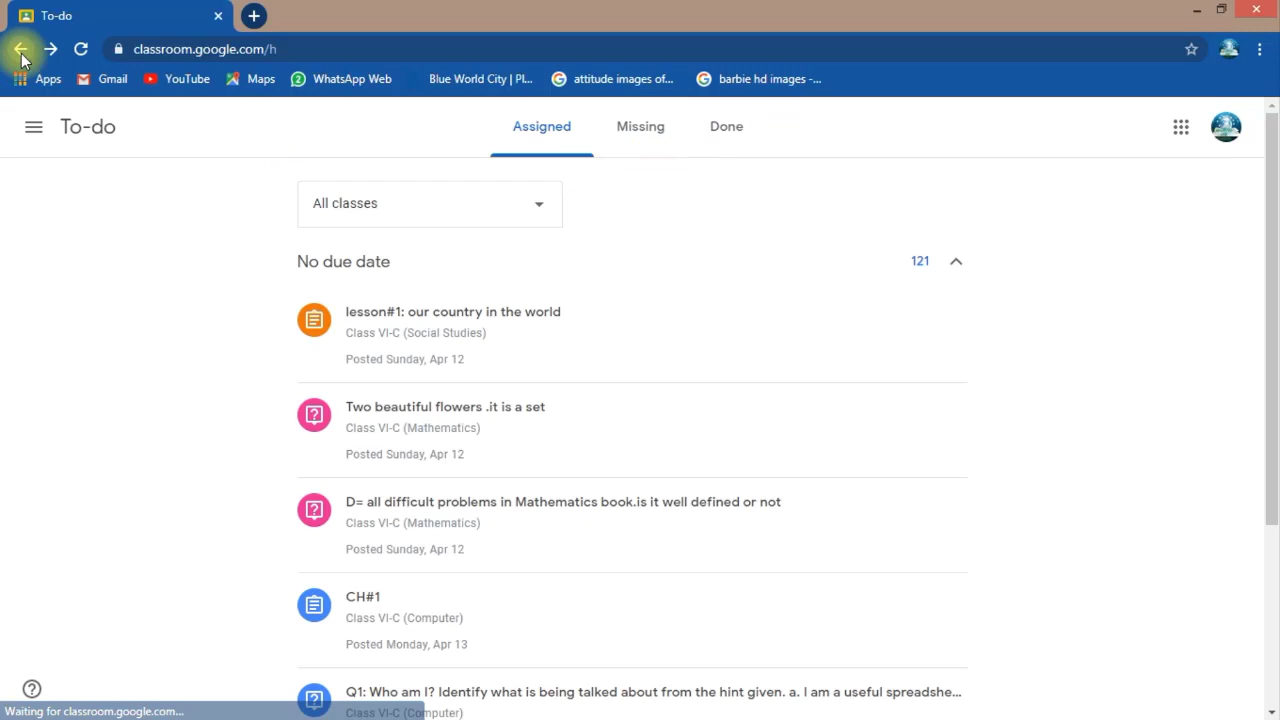 To-do
classroom.google.com/h
Apps Gmail YouTube Maps WhatsApp Web Blue World City | Pl... attitude images of... barbie hd images -...
To-do Assigned Missing Done
All classes
No due date 121
lesson#1: our country in the world
Class VI-C (Social Studies)
Posted Sunday, Apr 12
Two beautiful flowers .it is a set
Class VI-C (Mathematics)
Posted Sunday, Apr 12
D= all difficult problems in Mathematics book.is it well defined or not
Class VI-C (Mathematics)
Posted Sunday, Apr 12
CH#1
Class VI-C (Computer)
Posted Monday, Apr 13
Q1: Who am I? Identify what is being talked about from the hint given. a. I am a useful spreadshe...
Class VI-C (Computer)
Waiting for classroom.google.com...